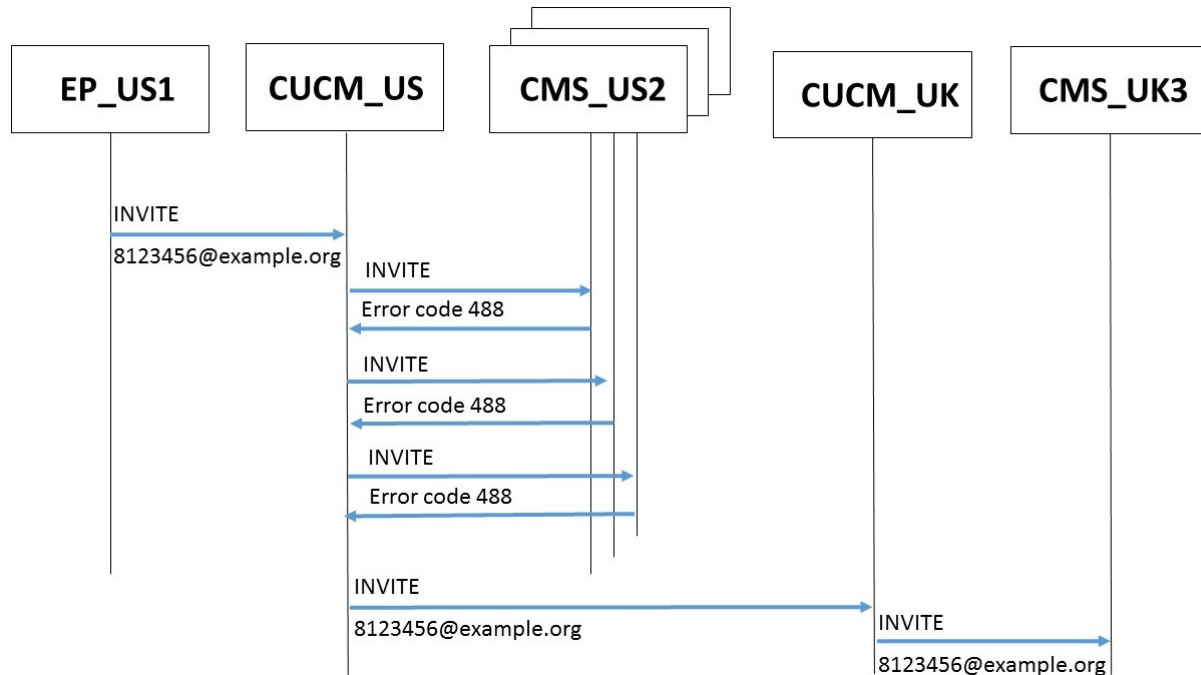 EP_US1
CUCM_US
CMS_US2
CUCM_UK
CMS_UK3
INVITE
8123456@example.org
INVITE
Error code 488
INVITE
Error code 488
INVITE
Error code 488
INVITE
8123456@example.org
INVITE
8123456@example.org